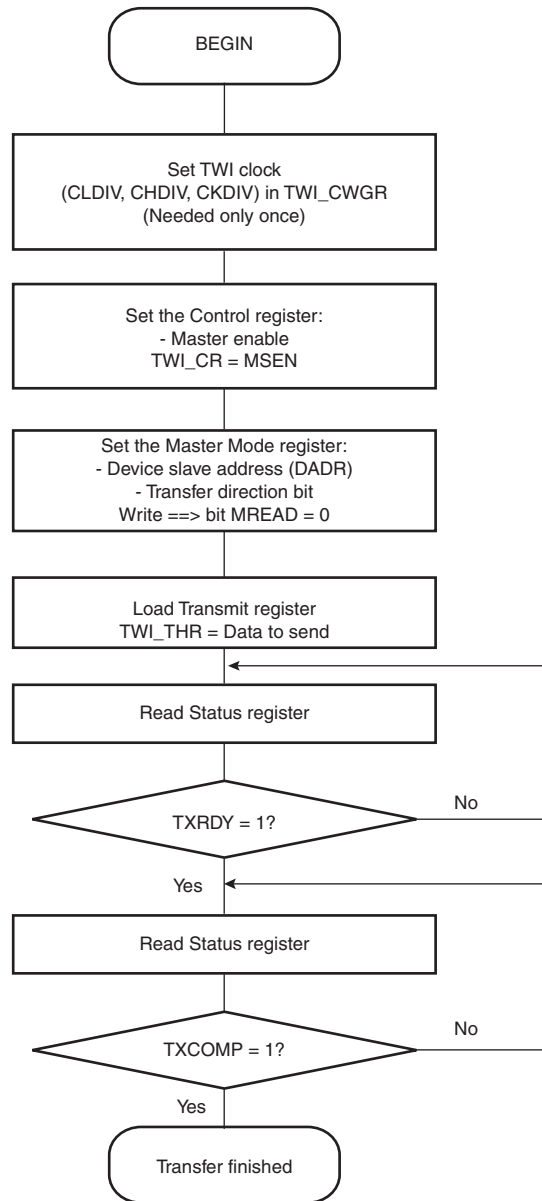 BEGIN
Set TWI clock
(CLDIV, CHDIV, CKDIV) in TWI_CWGR
(Needed only once)
Set the Control register:
- Master enable
TWI_CR = MSEN
Set the Master Mode register:
- Device slave address (DADR)
- Transfer direction bit
Write ==> bit MREAD = 0
Load Transmit register
TWI_THR = Data to send
Read Status register
TXRDY = 1?
No
Yes
Read Status register
TXCOMP = 1?
No
Yes
Transfer finished